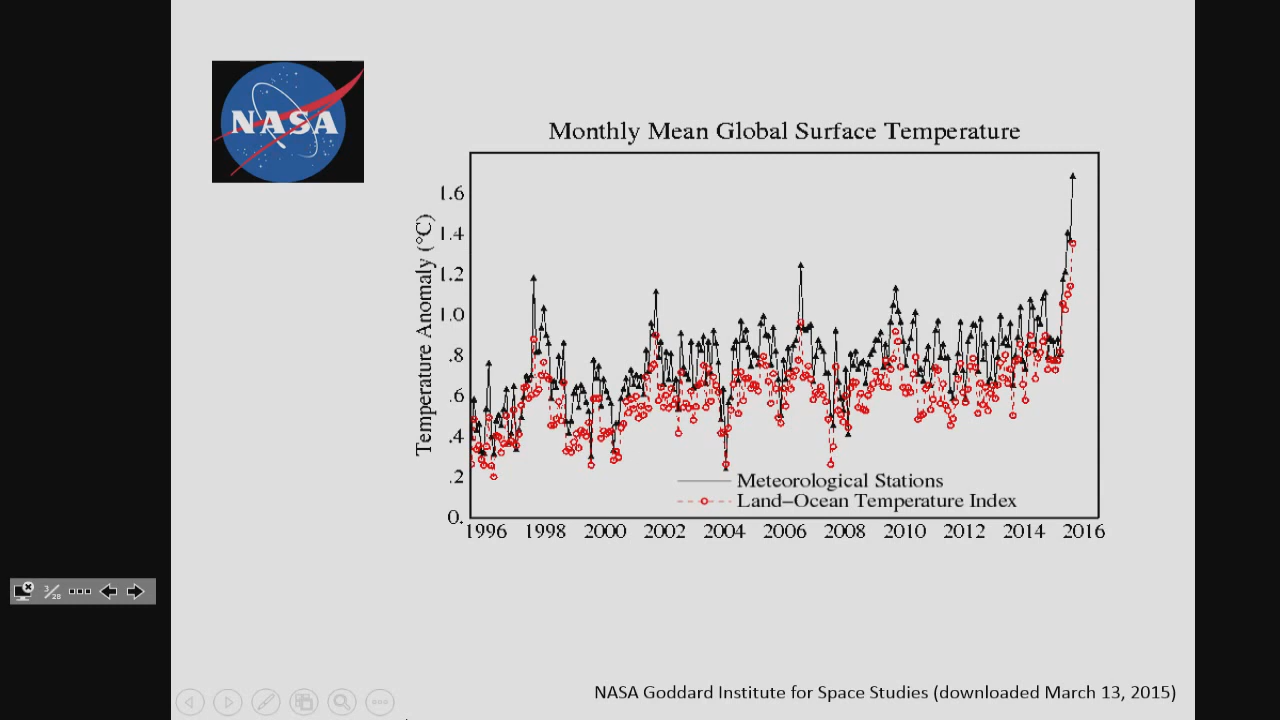 NASA
Monthly Mean Global Surface Temperature
Temperature Anomaly (°C)
1.6
1.4
1.2
1.0
.8
.6
.4
.2
0.
Meteorological Stations
Land-Ocean Temperature Index
1996 1998 2000 2002 2004 2006 2008 2010 2012 2014 2016
3/28
NASA Goddard Institute for Space Studies (downloaded March 13, 2015)